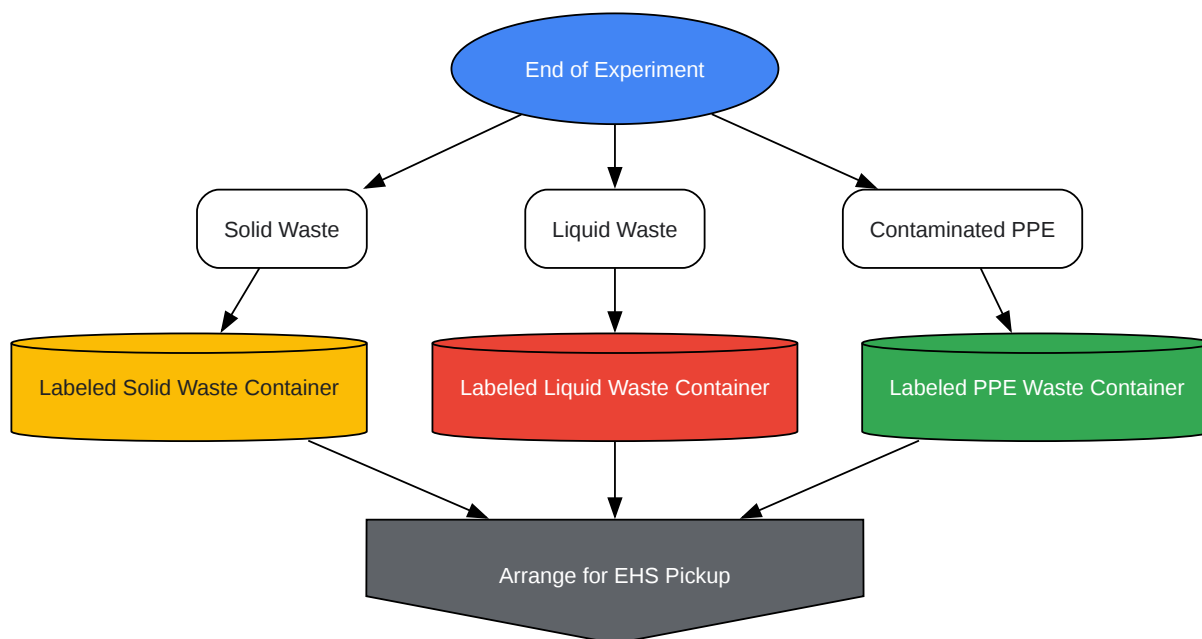 End of Experiment
Solid Waste
Liquid Waste
Contaminated PPE
Labeled Solid Waste Container
Labeled Liquid Waste Container
Labeled PPE Waste Container
Arrange for EHS Pickup